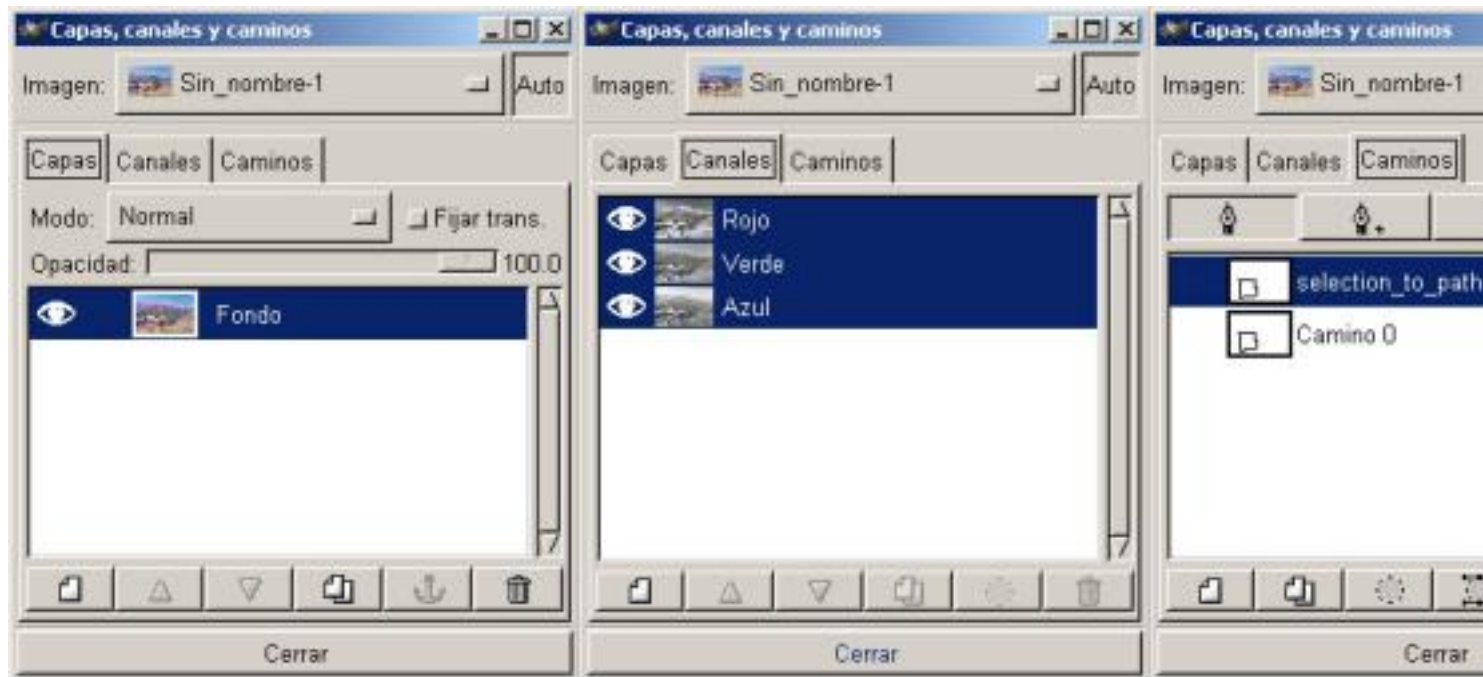 Capas, canales y caminos
Imagen: Sin_nombre-1 Auto
Capas Canales Caminos
Modo: Normal Fijar trans.
Opacidad: 100.0
Fondo
Cerrar
Capas, canales y caminos
Imagen: Sin_nombre-1 Auto
Capas Canales Caminos
Rojo
Verde
Azul
Cerrar
Capas, canales y caminos
Imagen: Sin_nombre-1
Capas Canales Caminos
selection_to_path
Camino 0
Cerrar